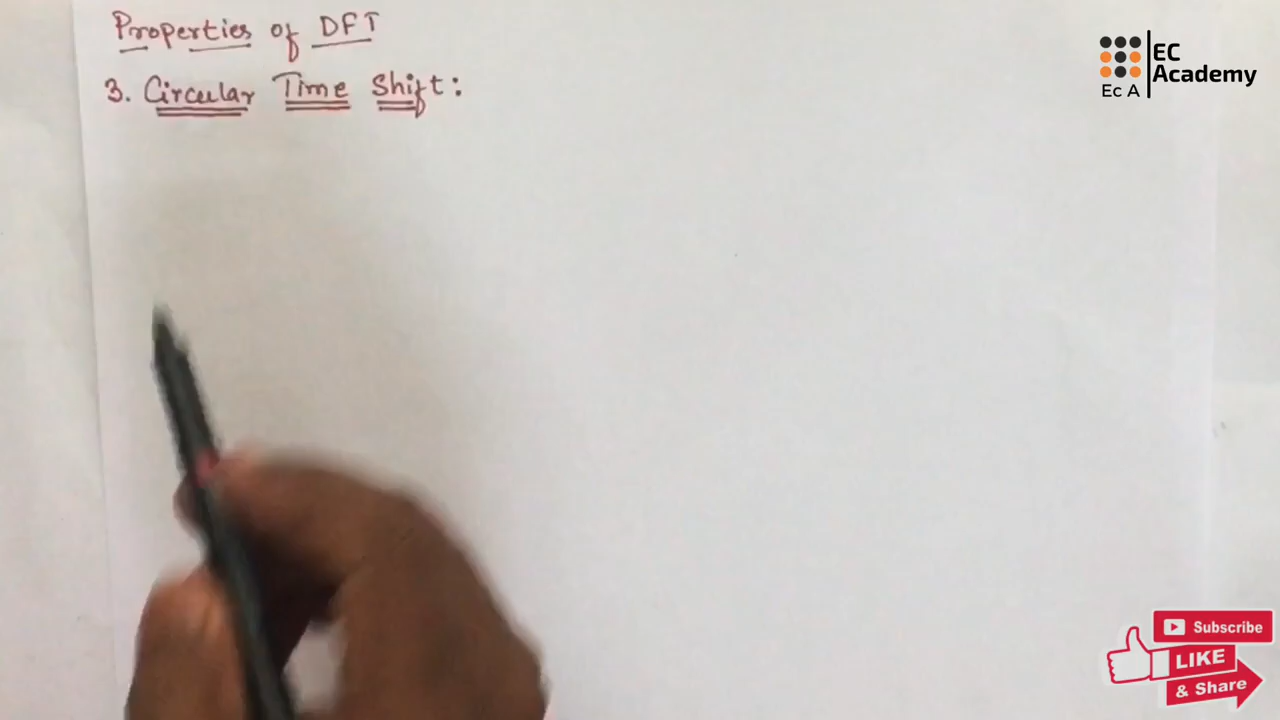 Properties of DFT
3. Circular Time Shift:
EC
Academy
Ec A
Subscribe
LIKE
& Share